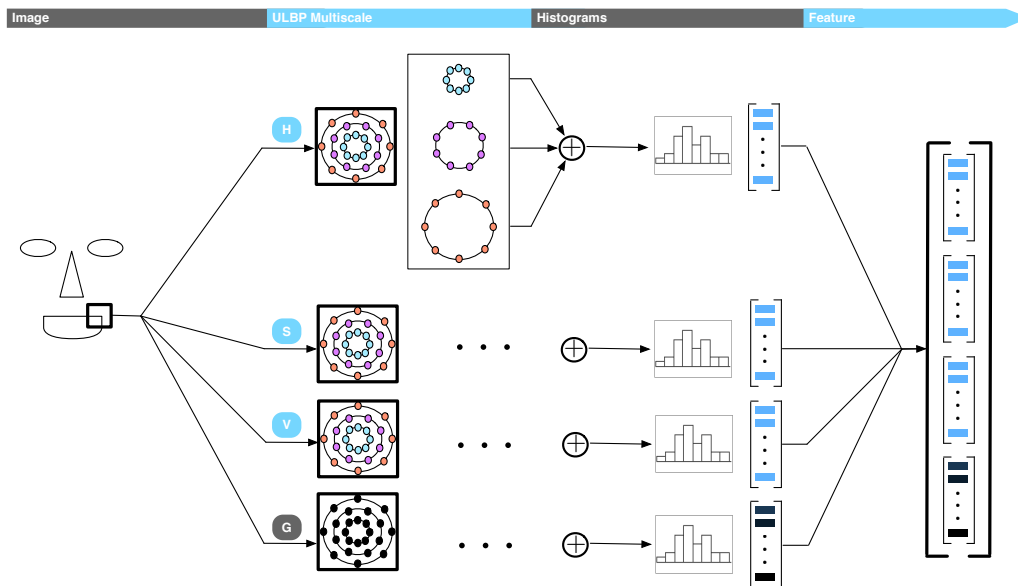 Image
ULBP Multiscale
Histograms
Feature
H
S
V
G